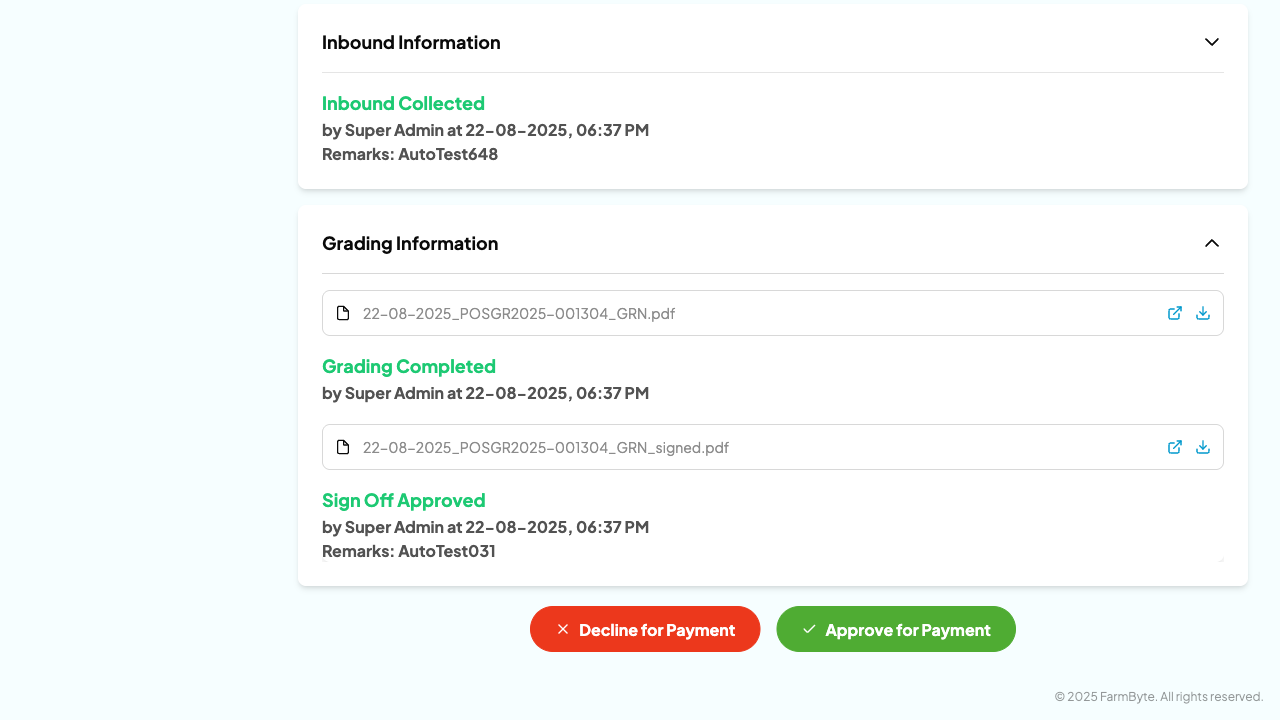 Inbound Information
Inbound Collected
by Super Admin at 22-08-2025, 06:37 PM
Remarks: AutoTest648
Grading Information
22-08-2025_POSGR2025-001304_GRN.pdf
Grading Completed
by Super Admin at 22-08-2025, 06:37 PM
22-08-2025_POSGR2025-001304_GRN_signed.pdf
Sign Off Approved
by Super Admin at 22-08-2025, 06:37 PM
Remarks: AutoTest031
Decline for Payment
Approve for Payment
© 2025 FarmByte. All rights reserved.